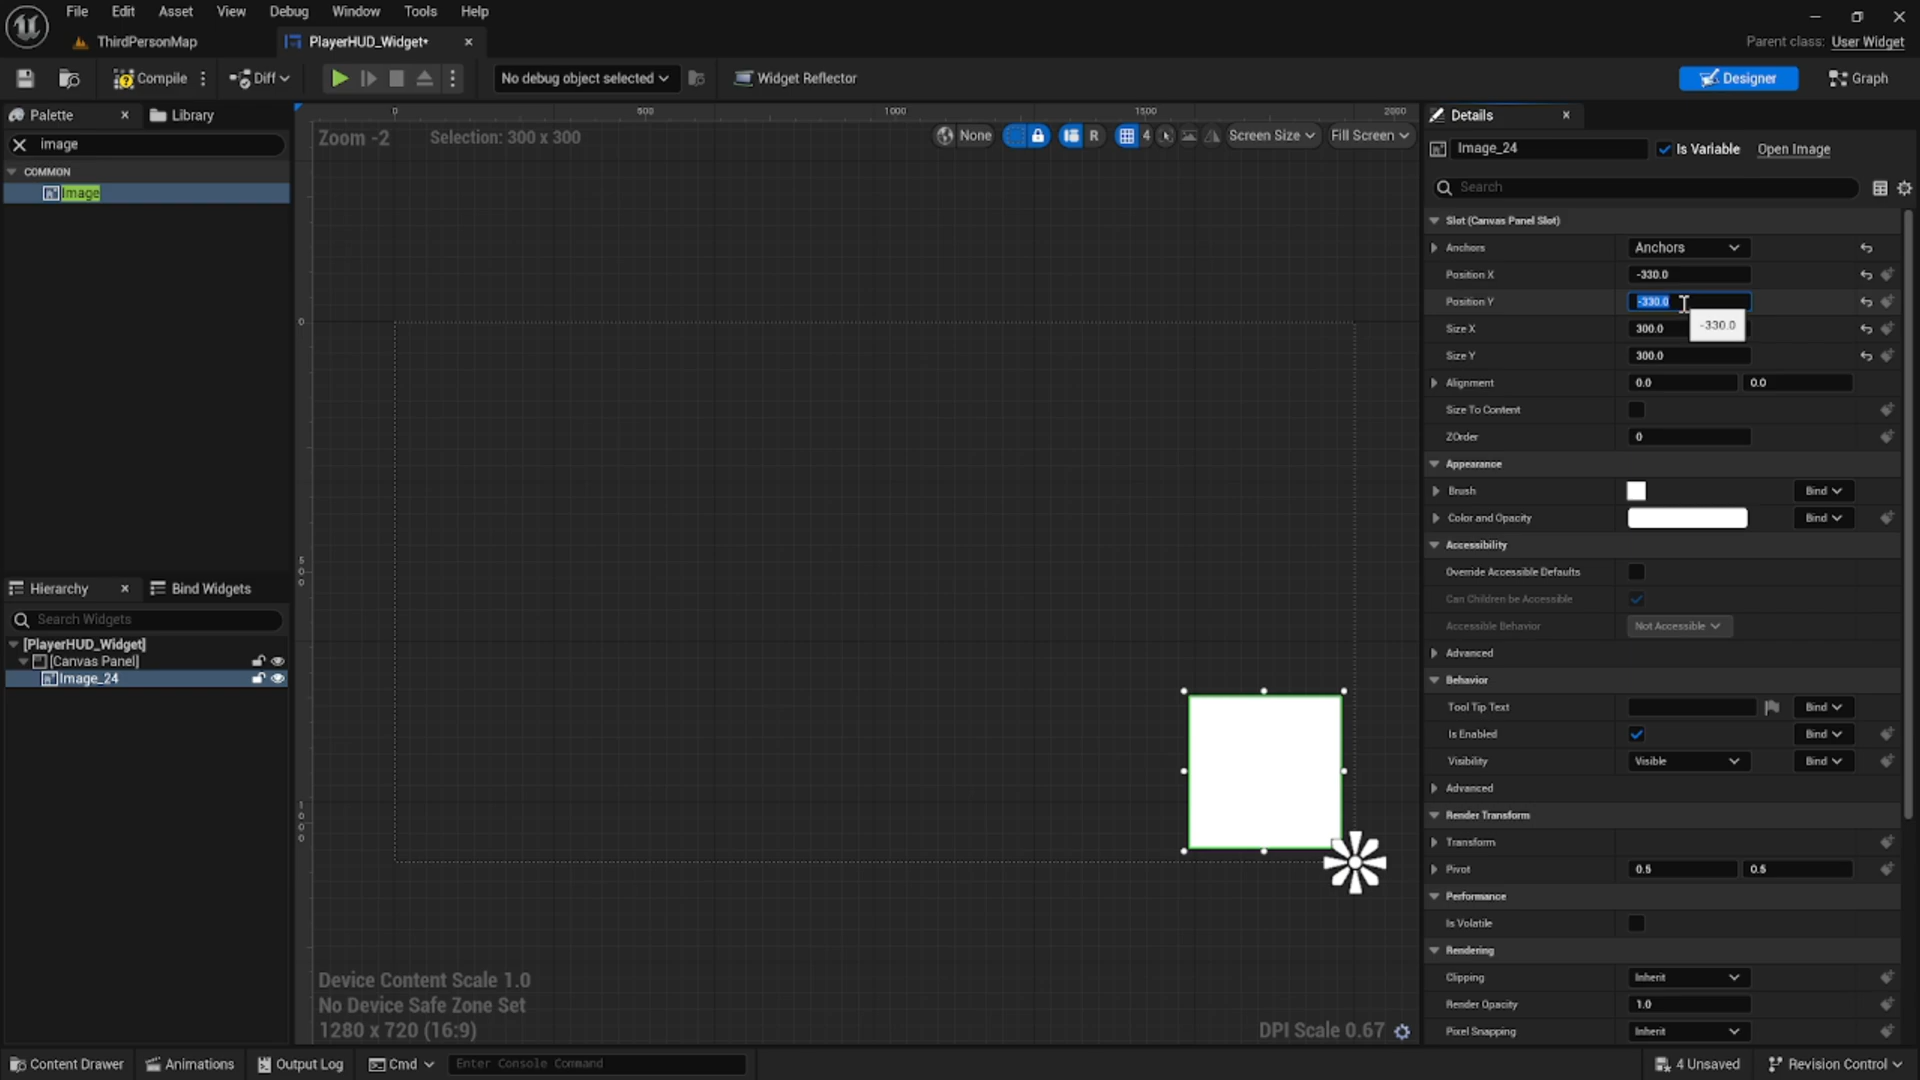 File Edit Asset View Debug Window Tools Help
ThirdPersonMap
PlayerHUD_Widget•
Parent class: User Widget
Compile
Diff
No debug object selected
Widget Reflector
Designer
Graph
Palette
Library
image
COMMON
Image
Hierarchy
Bind Widgets
Search Widgets
[PlayerHUD_Widget]
[Canvas Panel]
Image_24
0 500 1000 1500 2000
Zoom -2
Selection: 300 x 300
None
R
4
Screen Size
Fill Screen
0
5
0
0
1
0
0
0
Device Content Scale 1.0
No Device Safe Zone Set
1280 x 720 (16:9)
DPI Scale 0.67
Details
Image_24
Is Variable
Open Image
Search
Slot (Canvas Panel Slot)
Anchors Anchors
Position X -330.0
Position Y -330.0
-330.0
Size X 300.0
Size Y 300.0
Alignment 0.0 0.0
Size To Content
ZOrder 0
Appearance
Brush Bind
Color and Opacity Bind
Accessibility
Override Accessible Defaults
Can Children be Accessible
Accessible Behavior Not Accessible
Advanced
Behavior
Tool Tip Text Bind
Is Enabled Bind
Visibility Visible Bind
Advanced
Render Transform
Transform
Pivot 0.5 0.5
Performance
Is Volatile
Rendering
Clipping Inherit
Render Opacity 1.0
Pixel Snapping Inherit
Content Drawer
Animations
Output Log
Cmd
Enter Console Command
4 Unsaved
Revision Control